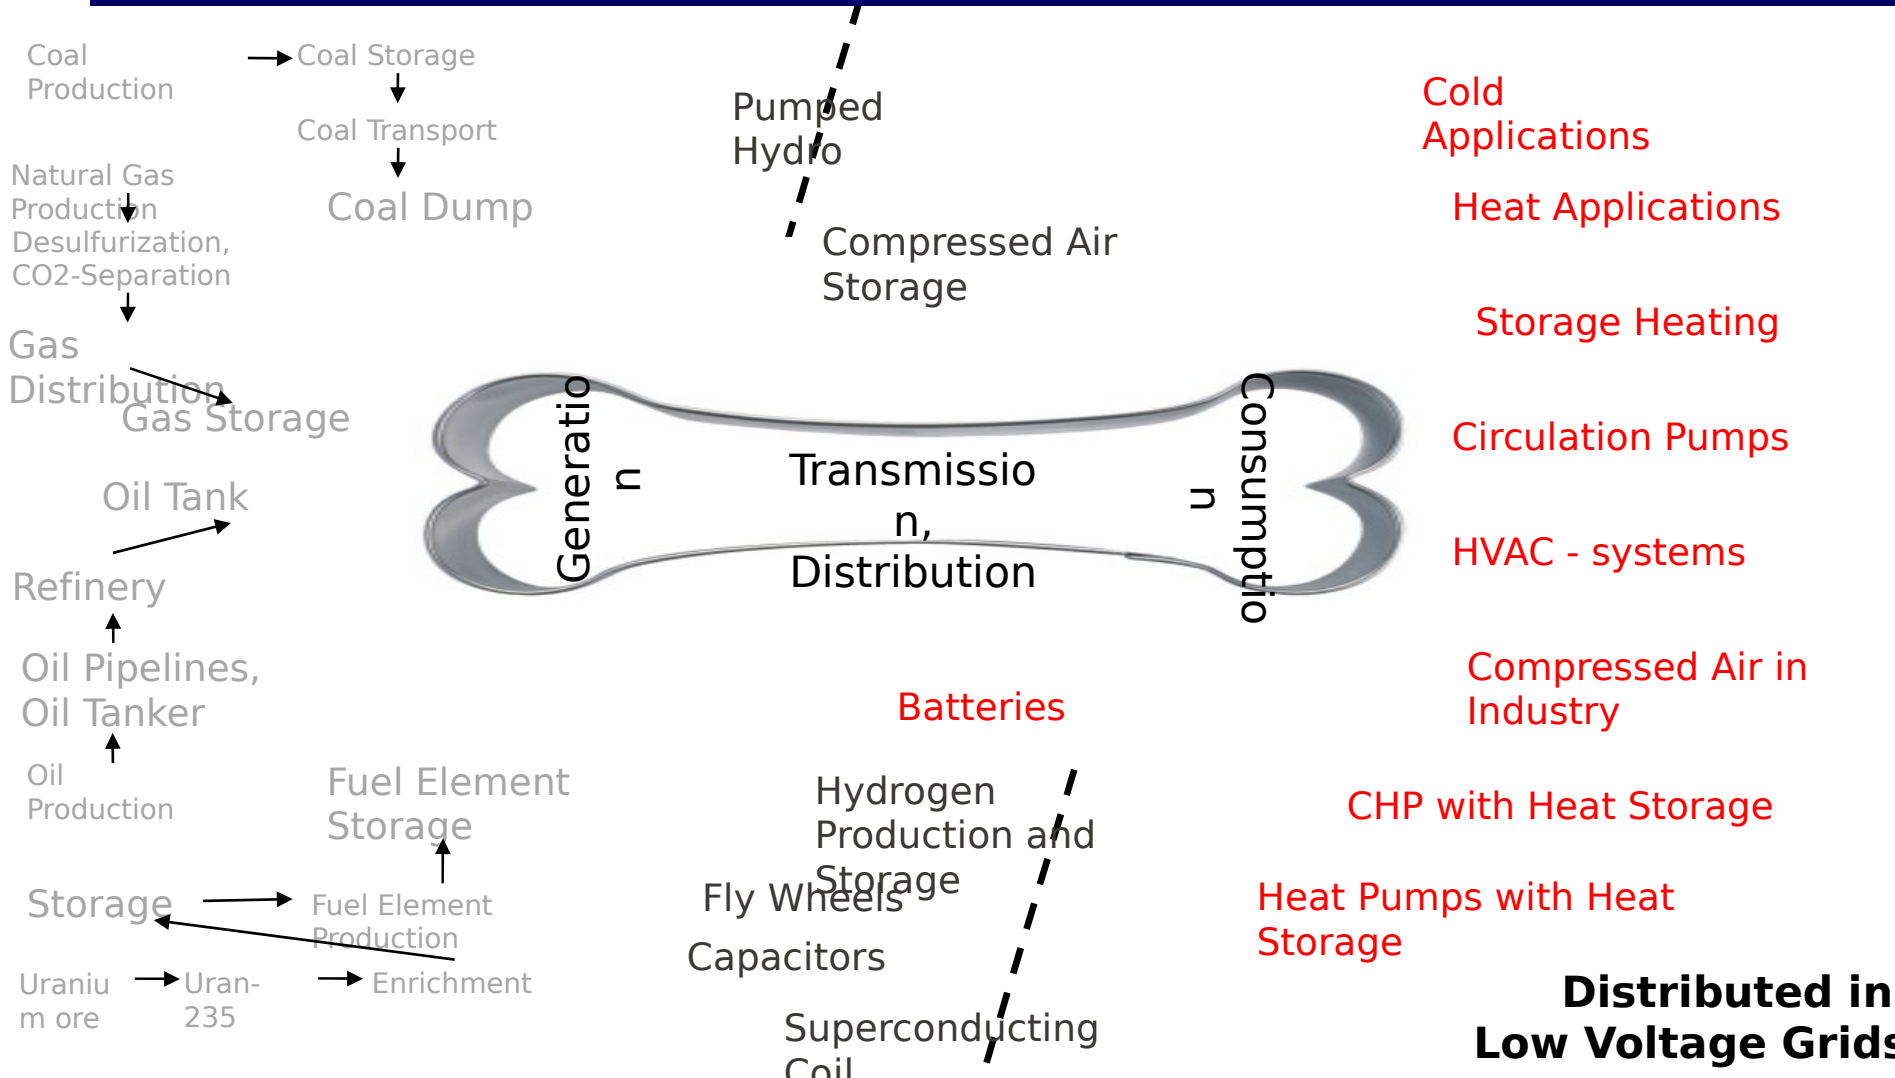 Coal
Production
Coal Storage
Coal Transport
Coal Dump
Natural Gas
Production
Desulfurization,
CO2-Separation
Gas
Distribution
Gas Storage
Oil Tank
Refinery
Oil Pipelines,
Oil Tanker
Oil
Production
Fuel Element
Storage
Storage
Fuel Element
Production
Uraniu
m ore
Uran-
235
Enrichment
Pumped
Hydro
Compressed Air
Storage
Generatio
n
Transmissio
n,
Distribution
Consumptio
n
Batteries
Hydrogen
Production and
Storage
Fly Wheels
Capacitors
Superconducting
Coil
Cold
Applications
Heat Applications
Storage Heating
Circulation Pumps
HVAC - systems
Compressed Air in
Industry
CHP with Heat Storage
Heat Pumps with Heat
Storage
Distributed in
Low Voltage Grids